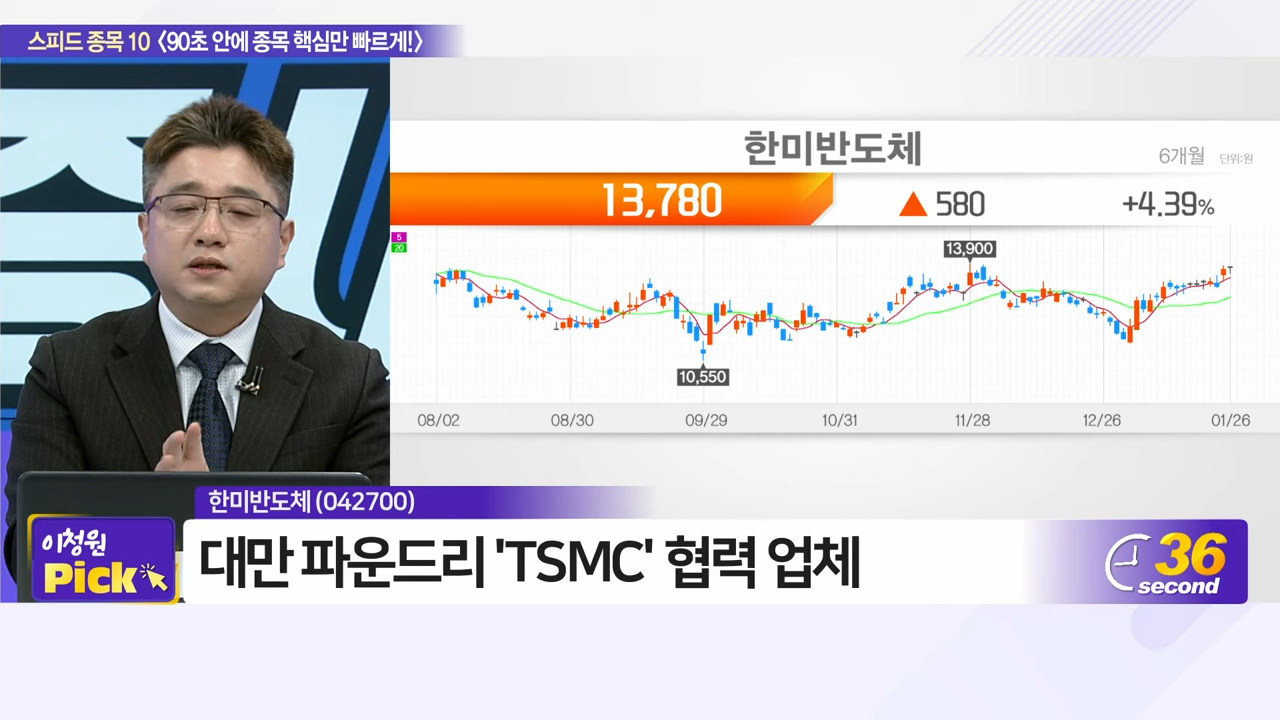 스피드 종목 10 〈90초 안에 종목 핵심만 빠르게!〉
한미반도체
6개월 단위:원
13,780 ▲ 580 +4.39%
5
20
13,900
10,550
08/02 08/30 09/29 10/31 11/28 12/26 01/26
한미반도체 (042700)
이청원
Pick
대만 파운드리 'TSMC' 협력 업체
36
second